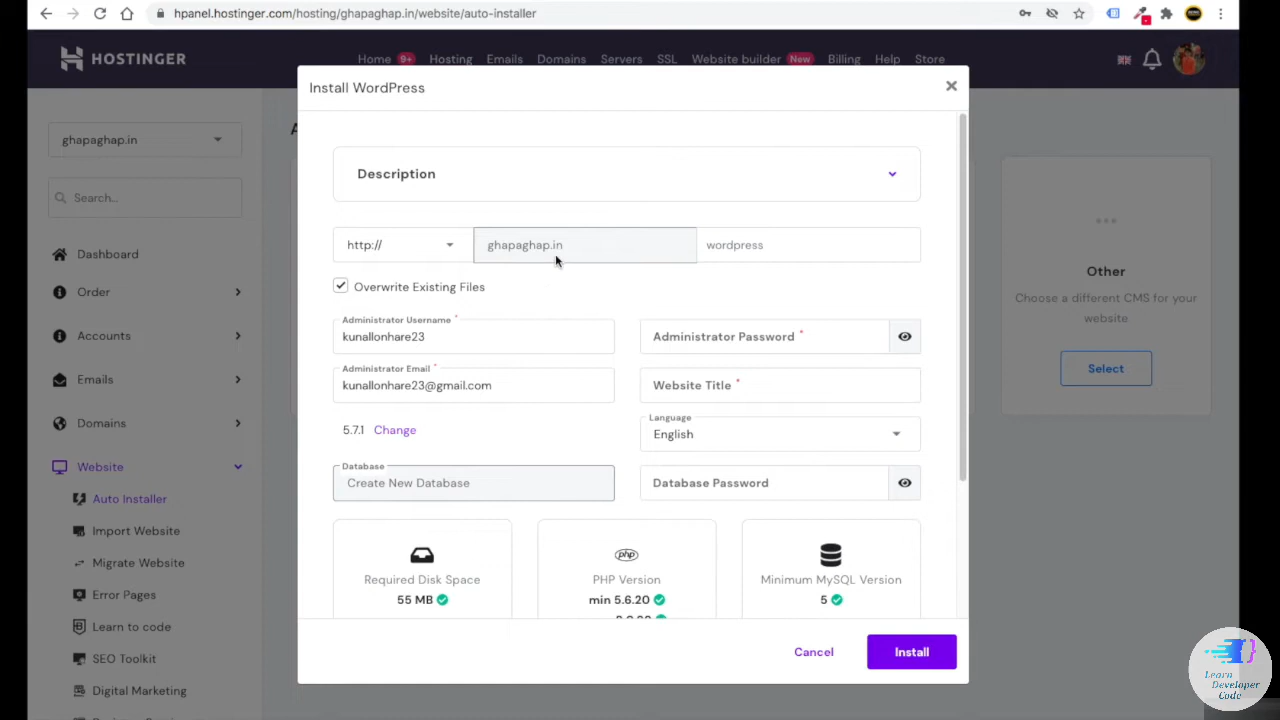 hpanel.hostinger.com/hosting/ghapaghap.in/website/auto-installer
HOSTINGER
Home 9+ Hosting Emails Domains Servers SSL Website builder New Billing Help Store
Install WordPress
ghapaghap.in
Search...
Dashboard
Order
Accounts
Emails
Domains
Website
Auto Installer
Import Website
Migrate Website
Error Pages
Learn to code
SEO Toolkit
Digital Marketing
Description
http://
ghapaghap.in
wordpress
Overwrite Existing Files
Administrator Username *
kunallonhare23
Administrator Password *
Administrator Email *
kunallonhare23@gmail.com
Website Title *
5.7.1 Change
Language
English
Database
Create New Database
Database Password
Required Disk Space
55 MB
php
PHP Version
min 5.6.20
Minimum MySQL Version
5
Cancel
Install
Other
Choose a different CMS for your
website
Select
Learn
Developer
Code